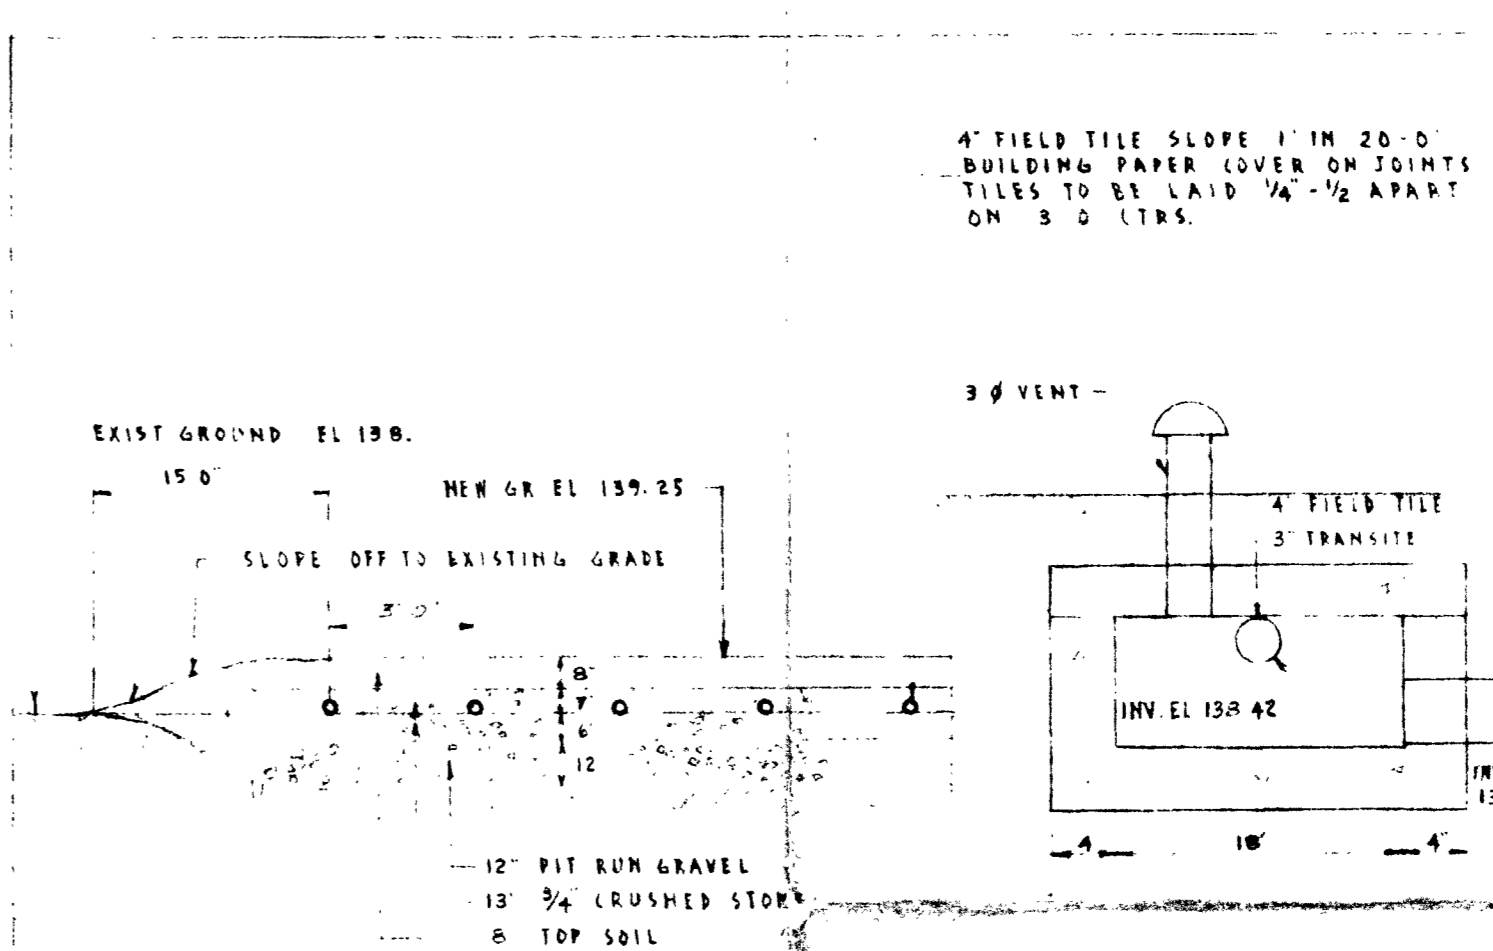 4" FIELD TILE SLOPE 1" IN 20-0"
BUILDING PAPER COVER ON JOINTS
TILES TO BE LAID 1/4" - 1/2 APART
ON 3 0 CTRS.
3 Ø VENT -
EXIST GROUND EL 138.
15 0"
NEW GR EL 139.25
4" FIELD TILE
3" TRANSITE
SLOPE OFF TO EXISTING GRADE
3' 0"
8"
7
6
12
INV. EL 138 42
4
18"
4"
12" PIT RUN GRAVEL
13" 3/4" CRUSHED STONE
8 TOP SOIL